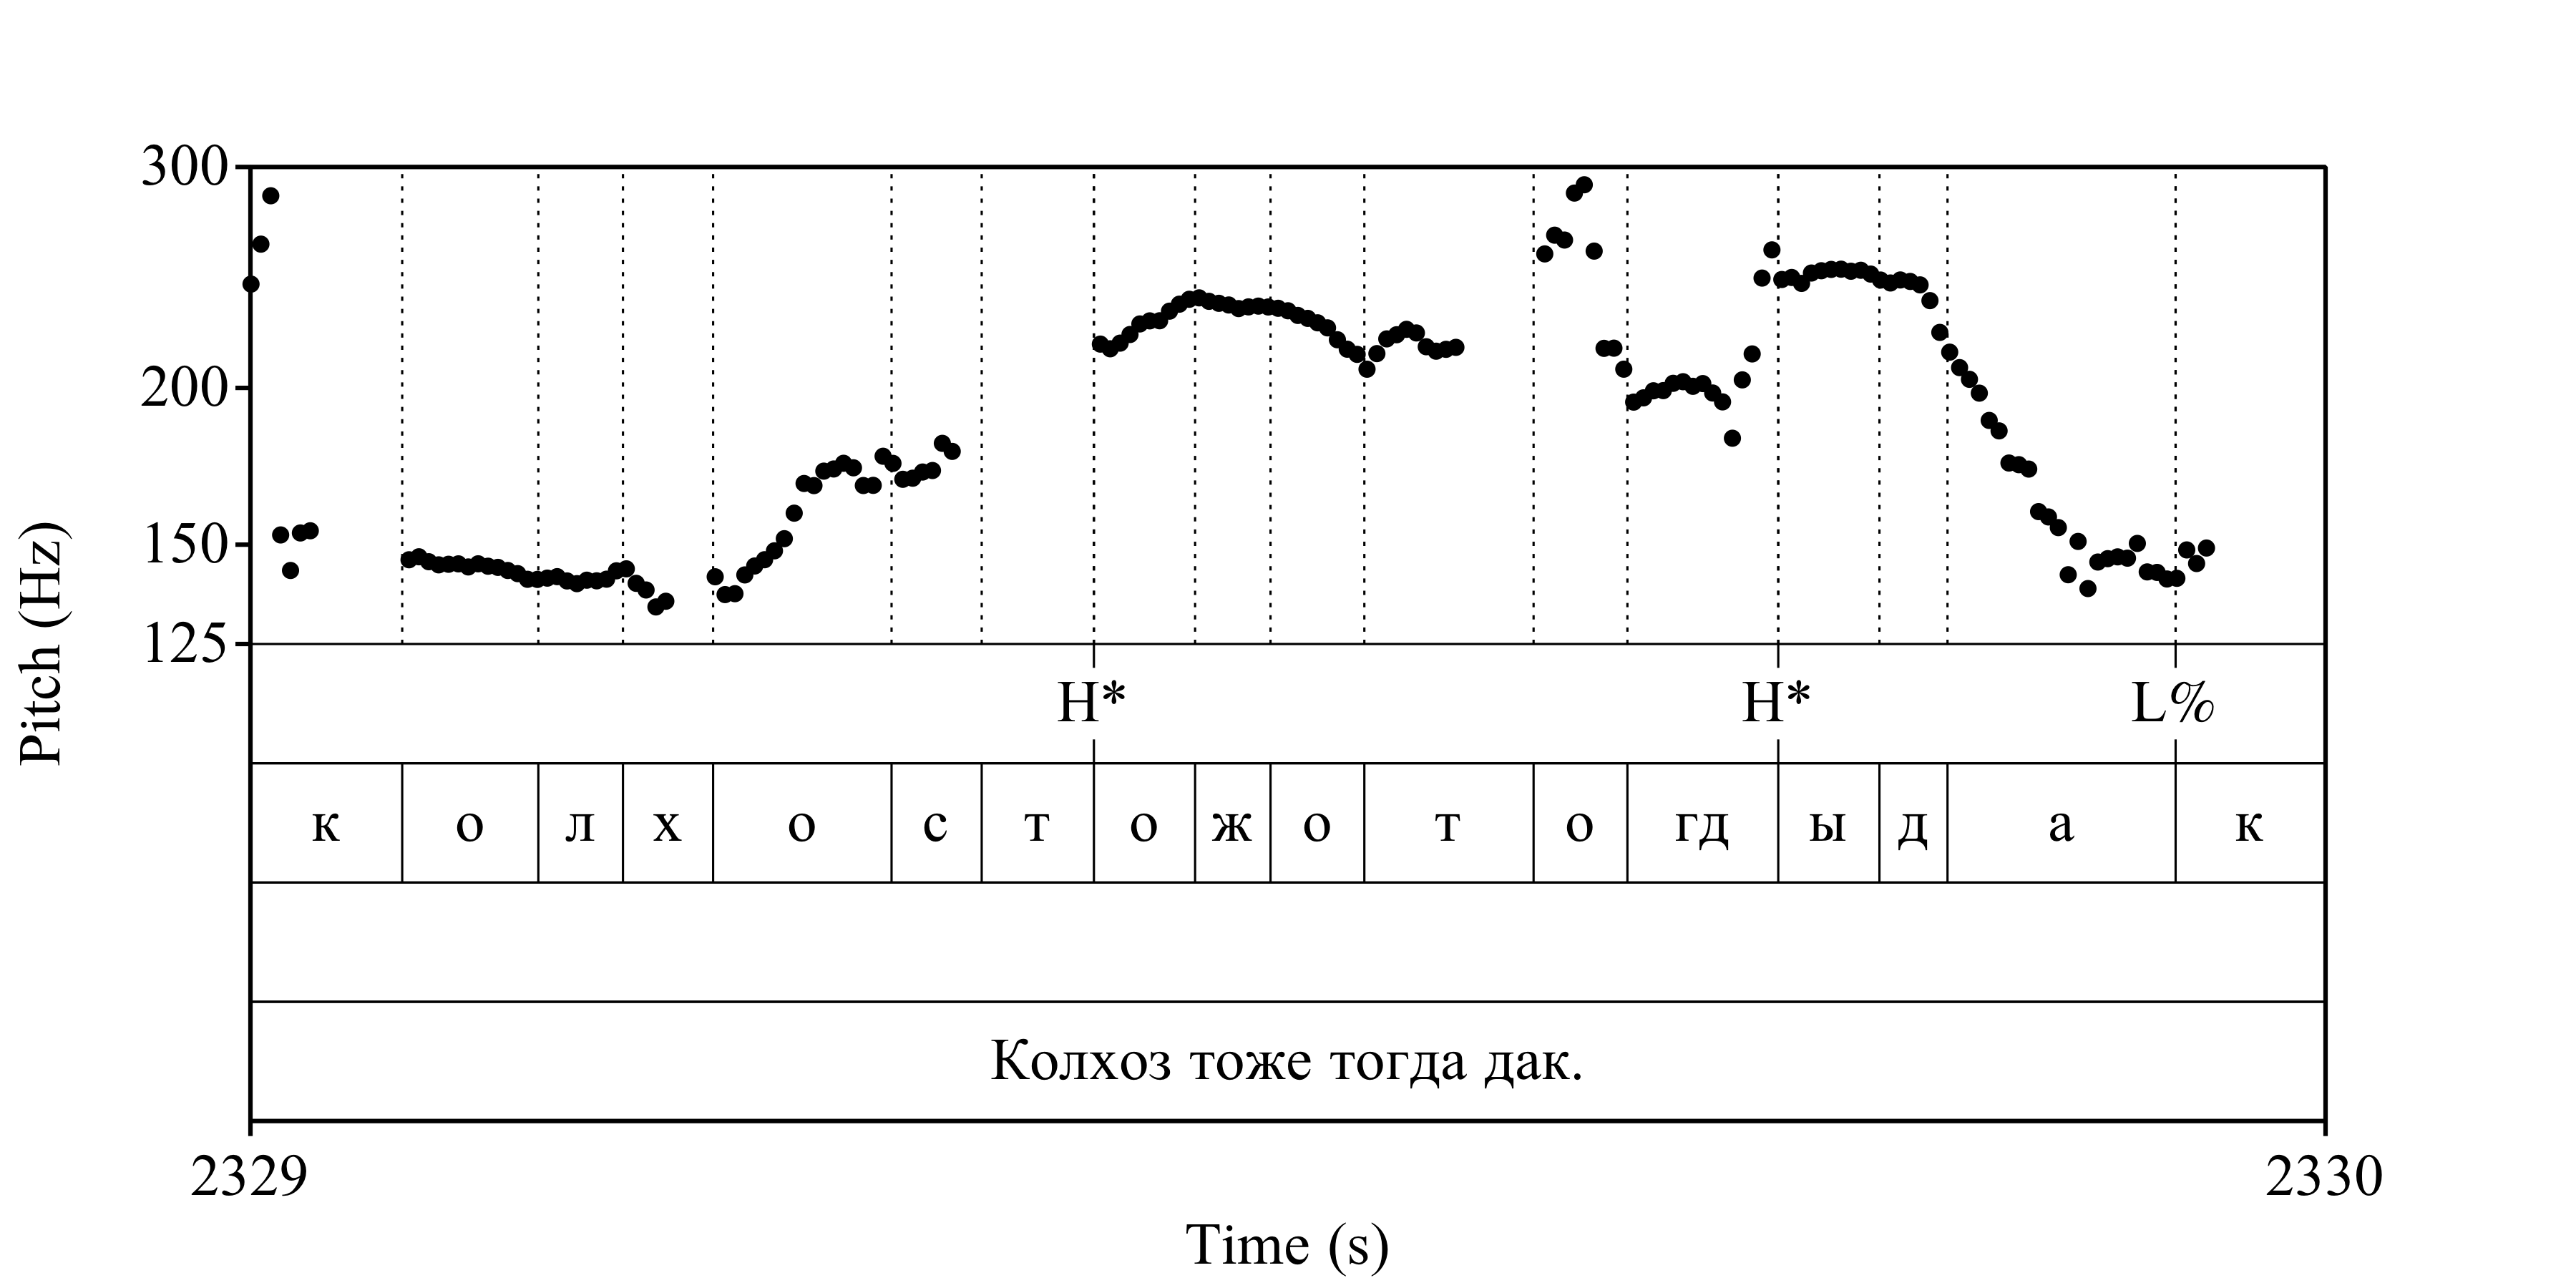 300
200
150
125
Pitch (Hz)
H* H* L%
к о л х о с т о ж о т о гд ы д а к
Колхоз тоже тогда дак.
2329 2330
Time (s)